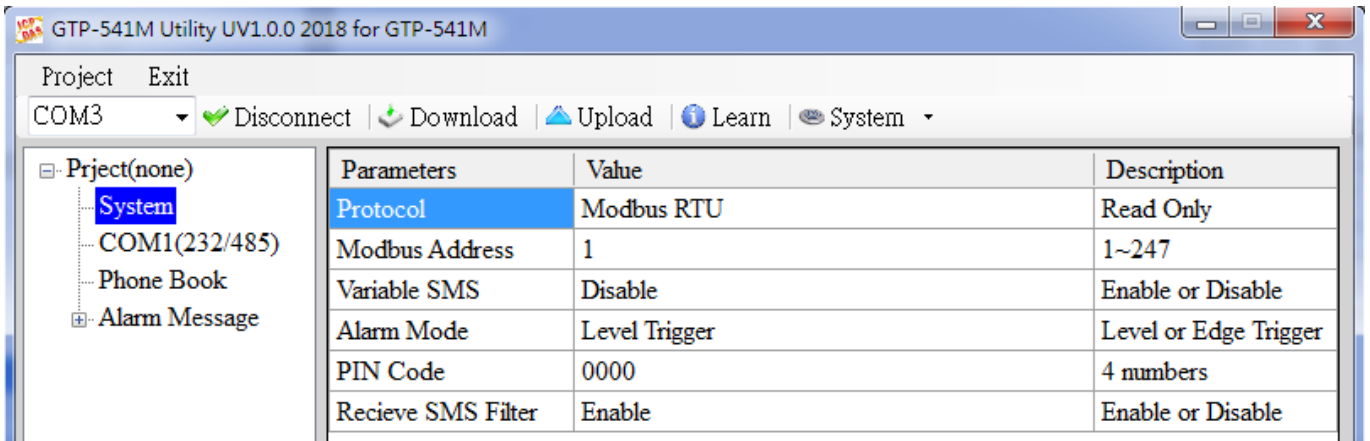 GTP-541M Utility UV1.0.0 2018 for GTP-541M
Project Exit
COM3 Disconnect Download Upload Learn System
Prject(none)
System
COM1(232/485)
Phone Book
Alarm Message
Parameters Value Description
Protocol Modbus RTU Read Only
Modbus Address 1 1~247
Variable SMS Disable Enable or Disable
Alarm Mode Level Trigger Level or Edge Trigger
PIN Code 0000 4 numbers
Recieve SMS Filter Enable Enable or Disable